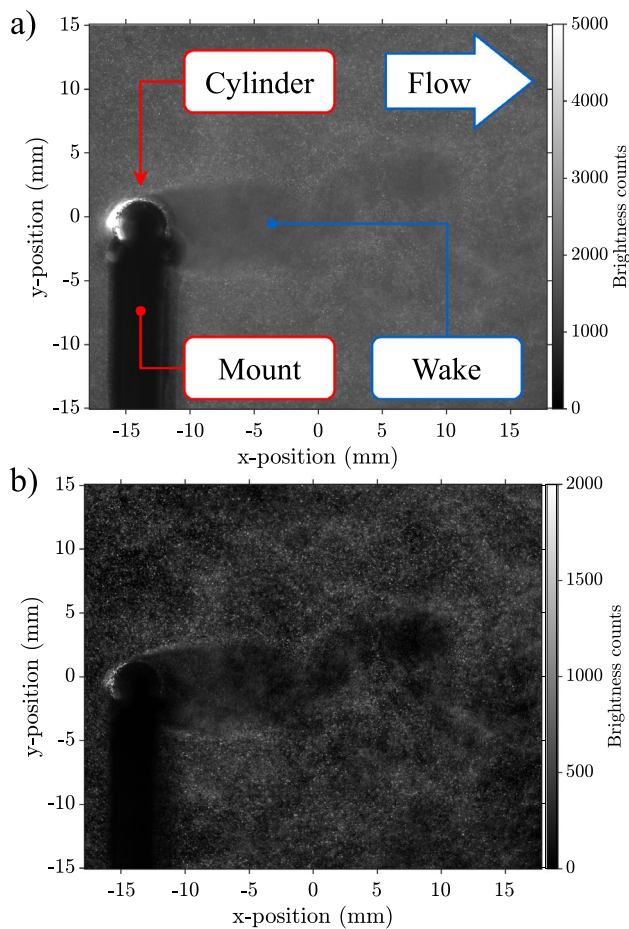 a)
Cylinder
Flow
Mount
Wake
15
10
5
0
-5
-10
-15
y-position (mm)
-15 -10 -5 0 5 10 15
x-position (mm)
5000
4000
3000
2000
1000
0
Brightness counts
b)
15
10
5
0
-5
-10
-15
y-position (mm)
-15 -10 -5 0 5 10 15
x-position (mm)
2000
1500
1000
500
0
Brightness counts